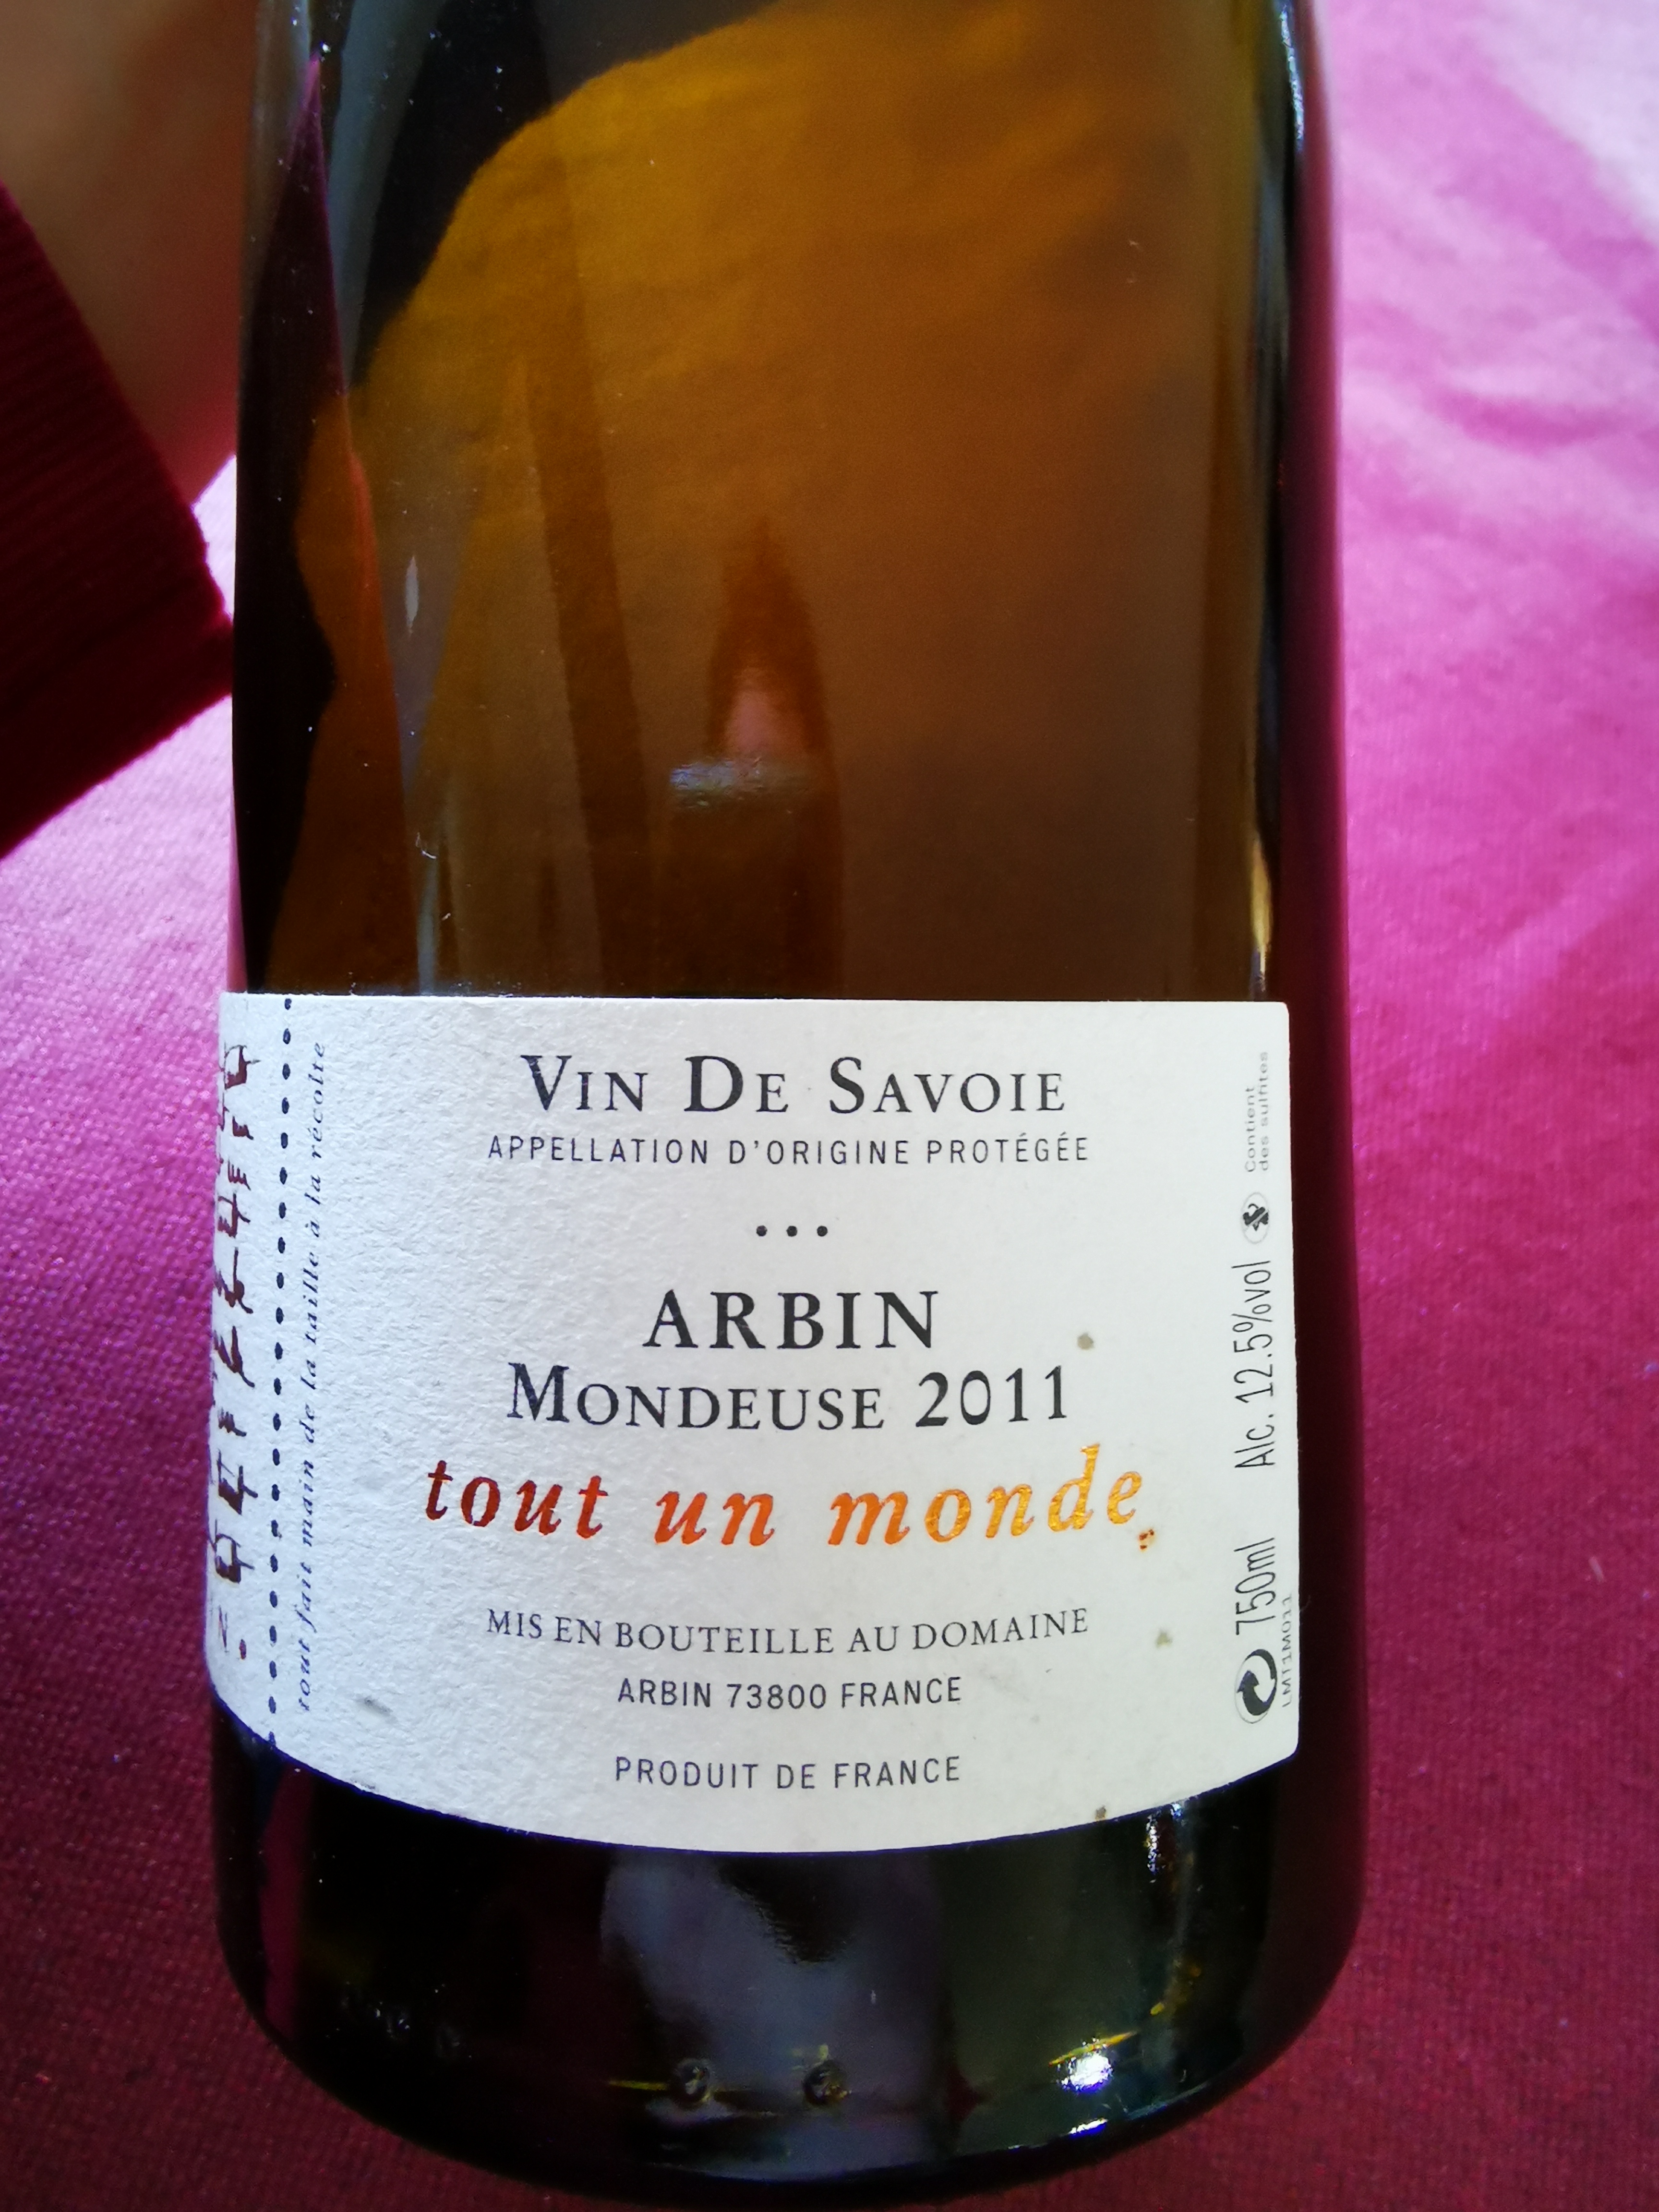 VIN DE SAVOIE
APPELLATION D'ORIGINE PROTÉGÉE
...
ARBIN
MONDEUSE 2011
tout un monde
MIS EN BOUTEILLE AU DOMAINE
ARBIN 73800 FRANCE
PRODUIT DE FRANCE
tout fait main de la taille à la récolte
750ml Alc. 12.5%vol
Contient
des sulfites
LMT1M011